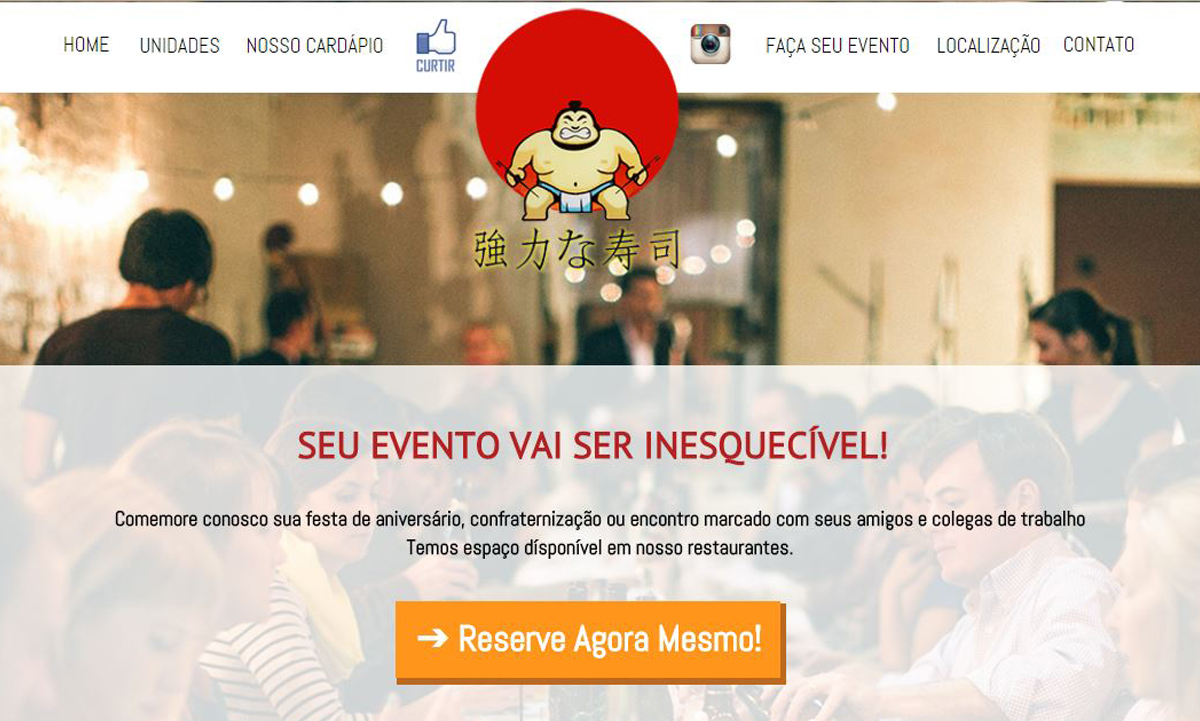 HOME
UNIDADES
NOSSO CARDÁPIO
CURTIR
FAÇA SEU EVENTO
LOCALIZAÇÃO
CONTATO
強力な寿司
SEU EVENTO VAI SER INESQUECÍVEL!
Comemore conosco sua festa de aniversário, confraternização ou encontro marcado com seus amigos e colegas de trabalho
Temos espaço dísponível em nosso restaurantes.
➔ Reserve Agora Mesmo!